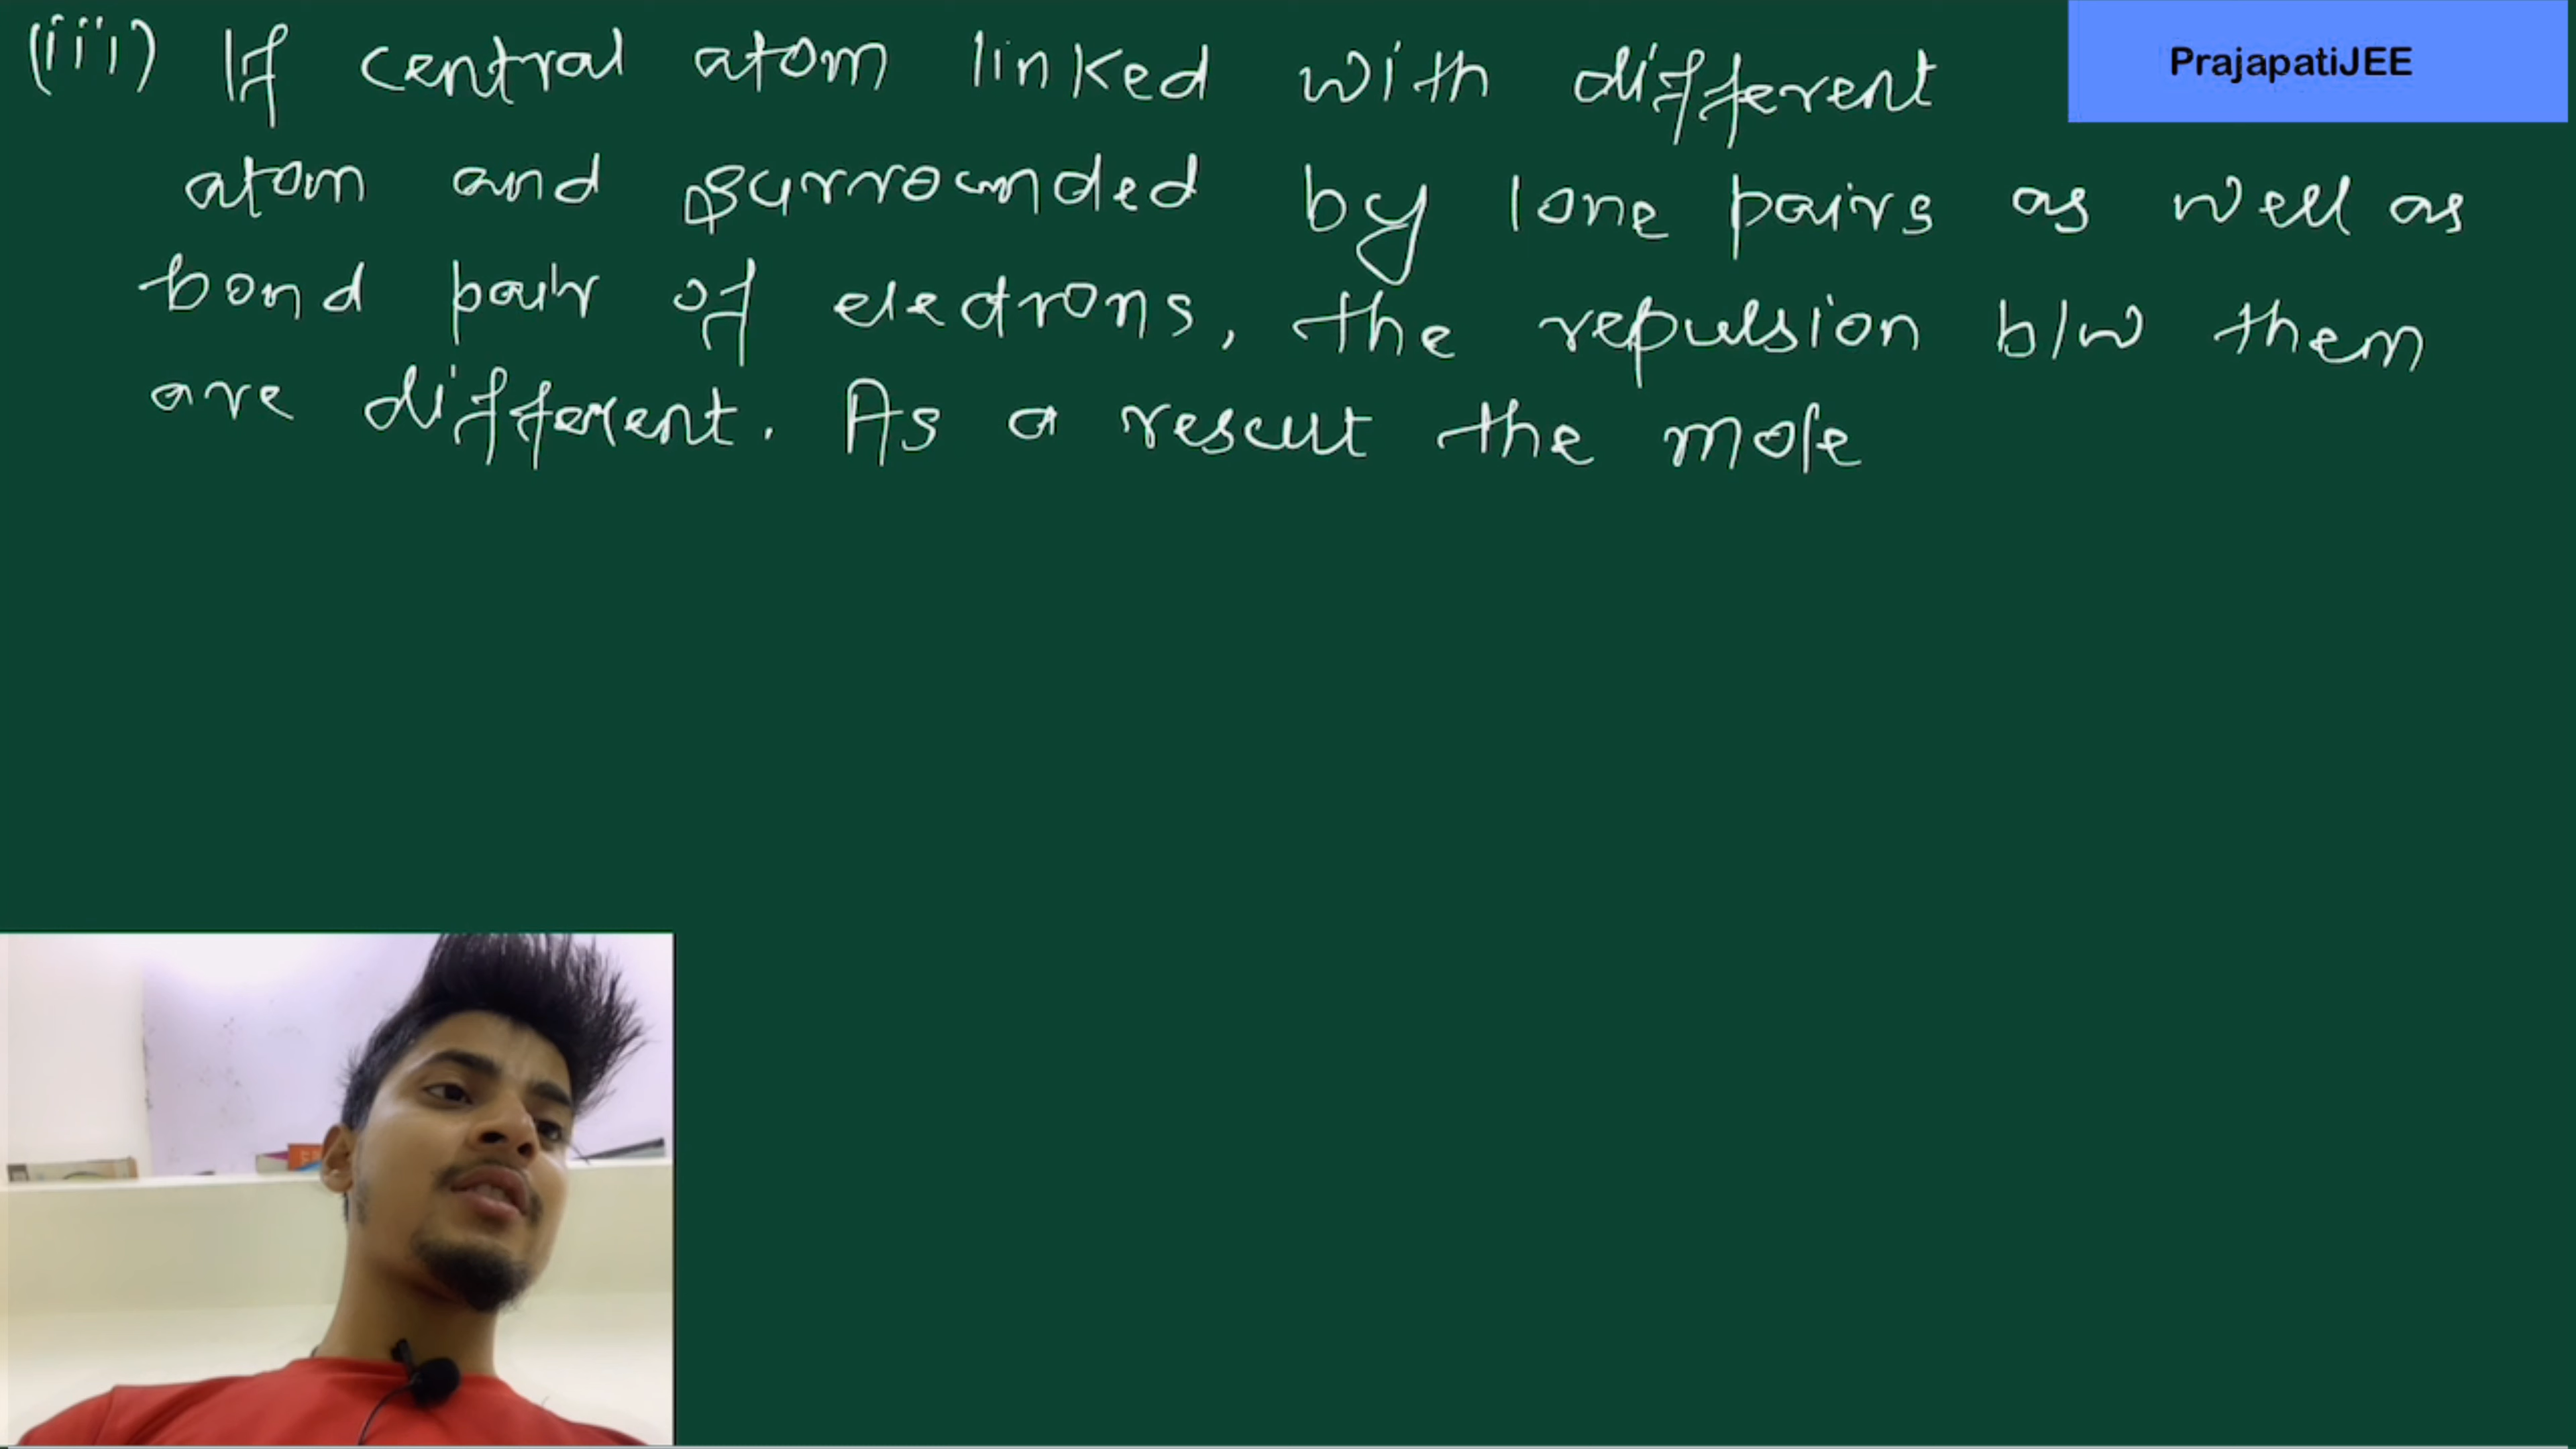 (iii) If central atom linked with different
PrajapatiJEE
atom and surrounded by lone pairs as well as
bond pair of electrons, the repulsion b/w them
are different. As a result the mole